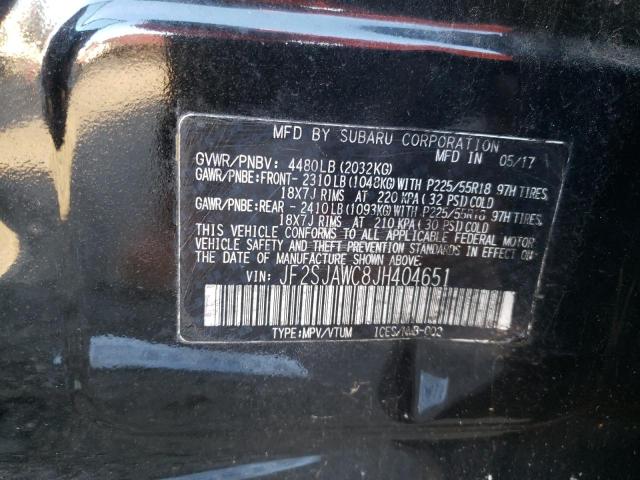 MFD BY SUBARU CORPORATION 05/17
GVWR/PNBV: 4480LB (2032KG)
GAWR/PNBE:FRONT- 2310LB (1048KG) WITH P225/55R18 97H TIRES,
18X7J RIMS AT 220 KPA ( 32 PSI) COLD
GAWR/PNBE:REAR - 2410LB (1093KG) WITH P225/55R18 97H TIRES,
18X7J RIMS AT 210 KPA ( 30 PSI) COLD
THIS VEHICLE CONFORMS TO ALL APPLICABLE FEDERAL MOTOR
VEHICLE SAFETY AND THEFT PREVENTION STANDARDS IN EFFECT ON
THE DATE OF MANUFACTURE SHOWN ABOVE.
VIN: JF2SJAWC8JH404651
TYPE:MPV/VTUM ICES/NMB-002